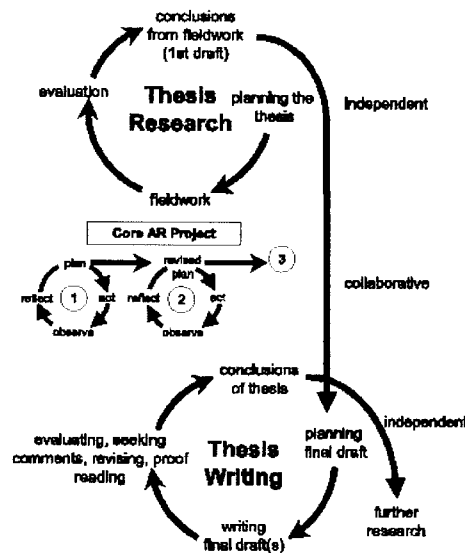 conclusions
from fieldwork
(1st draft)
evaluation
Thesis
Research
planning the
thesis
independent
fieldwork
Core AR Project
plan
revised
plan
3
reflect
1
act
reflect
2
act
observe
observe
collaborative
conclusions
of thesis
independent
evaluating, seeking
comments, revising, proof
reading
Thesis
Writing
planning
final draft
writing
final draft(s)
further
research